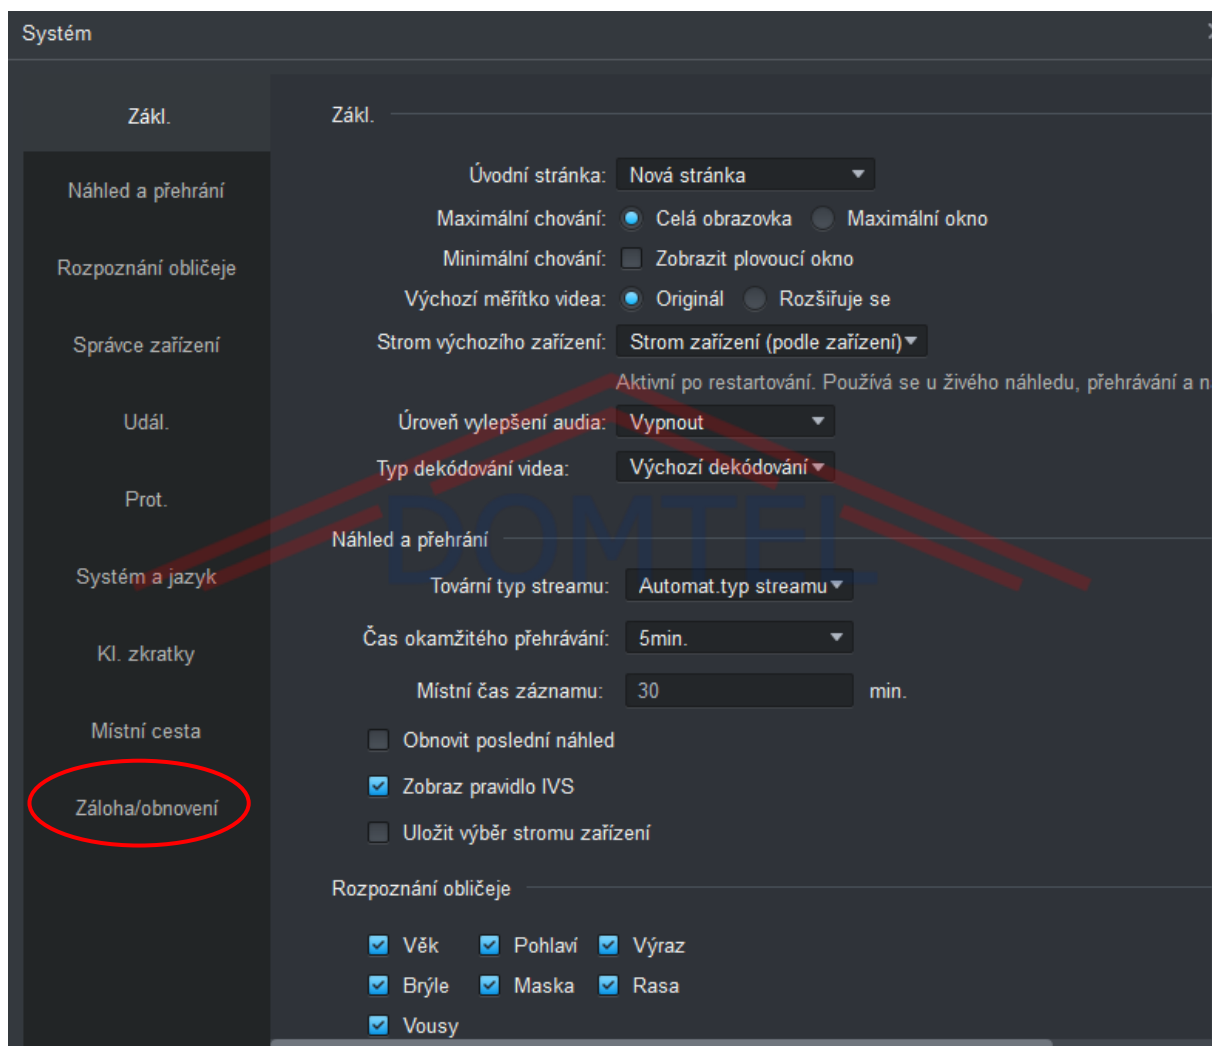 Systém
Zákl.
Náhled a přehrání
Rozpoznání obličeje
Správce zařízení
Udál.
Prot.
Systém a jazyk
Kl. zkratky
Místní cesta
Záloha/obnovení
Zákl.
Úvodní stránka: Nová stránka
Maximální chování: Celá obrazovka Maximální okno
Minimální chování: Zobrazit plovoucí okno
Výchozí měřítko videa: Originál Rozšiřuje se
Strom výchozího zařízení: Strom zařízení (podle zařízení)
Aktivní po restartování. Používá se u živého náhledu, přehrávání a n
Úroveň vylepšení audia: Vypnout
Typ dekódování videa: Výchozí dekódování
DOMTEL
Náhled a přehrání
Tovární typ streamu: Automat.typ streamu
Čas okamžitého přehrávání: 5min.
Místní čas záznamu: 30 min.
Obnovit poslední náhled
Zobraz pravidlo IVS
Uložit výběr stromu zařízení
Rozpoznání obličeje
Věk Pohlaví Výraz
Brýle Maska Rasa
Vousy